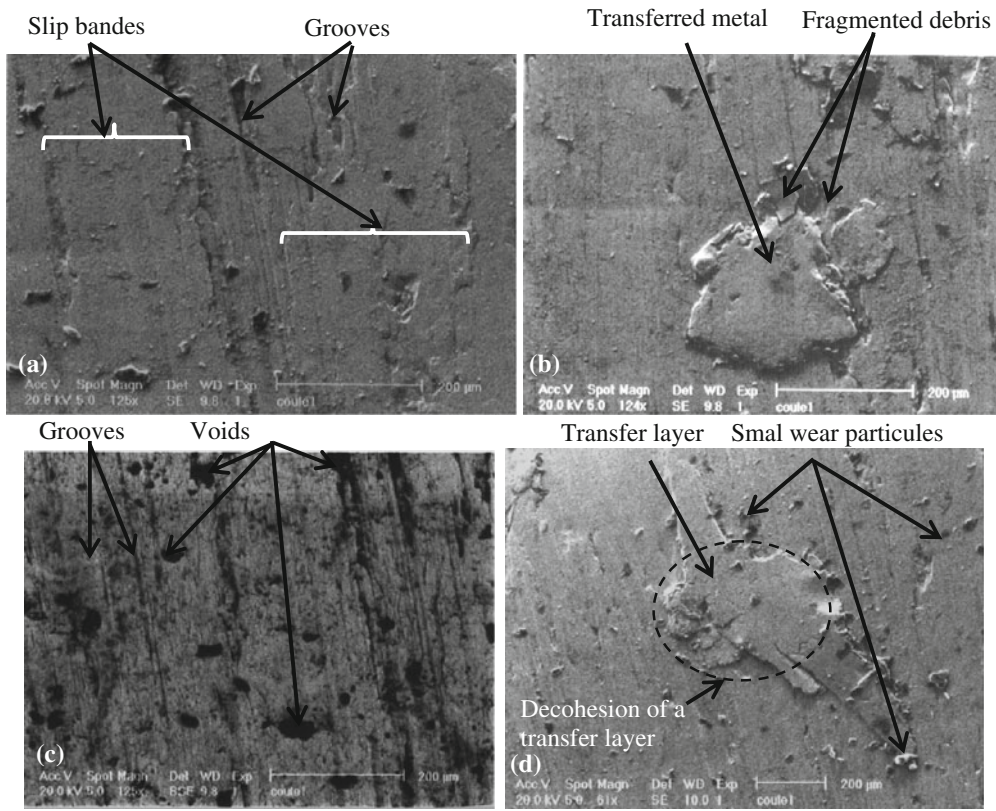 Slip bandes
Grooves
Transferred metal
Fragmented debris
(a)
Acc.V Spot Magn Det WD Exp
20.8 kV 5.0 125x SE 9.8 1
200 µm
coule1
(b)
Acc.V Spot Magn Det WD Exp
20.0 kV 5.0 124x SE 9.8 1
200 µm
coule1
Grooves
Voids
Transfer layer
Smal wear particules
(c)
Acc.V Spot Magn Det WD Exp
20.0 kV 5.0 125x BSE 9.8 1
200 µm
coule1
Decohesion of a
transfer layer
(d)
Acc.V Spot Magn Det WD Exp
20.0 kV 5.0 61x SE 10.0 1
200 µm
coule1